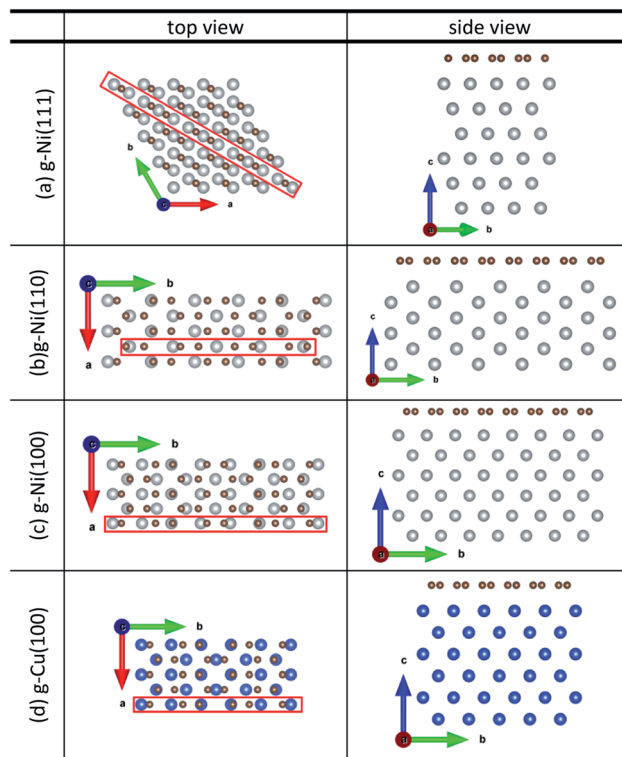 top view
side view
(a) g-Ni(111)
b
c
a
c
a
b
(b)g-Ni(110)
c
b
a
c
a
b
(c) g-Ni(100)
c
b
a
c
a
b
(d) g-Cu(100)
c
b
a
c
a
b